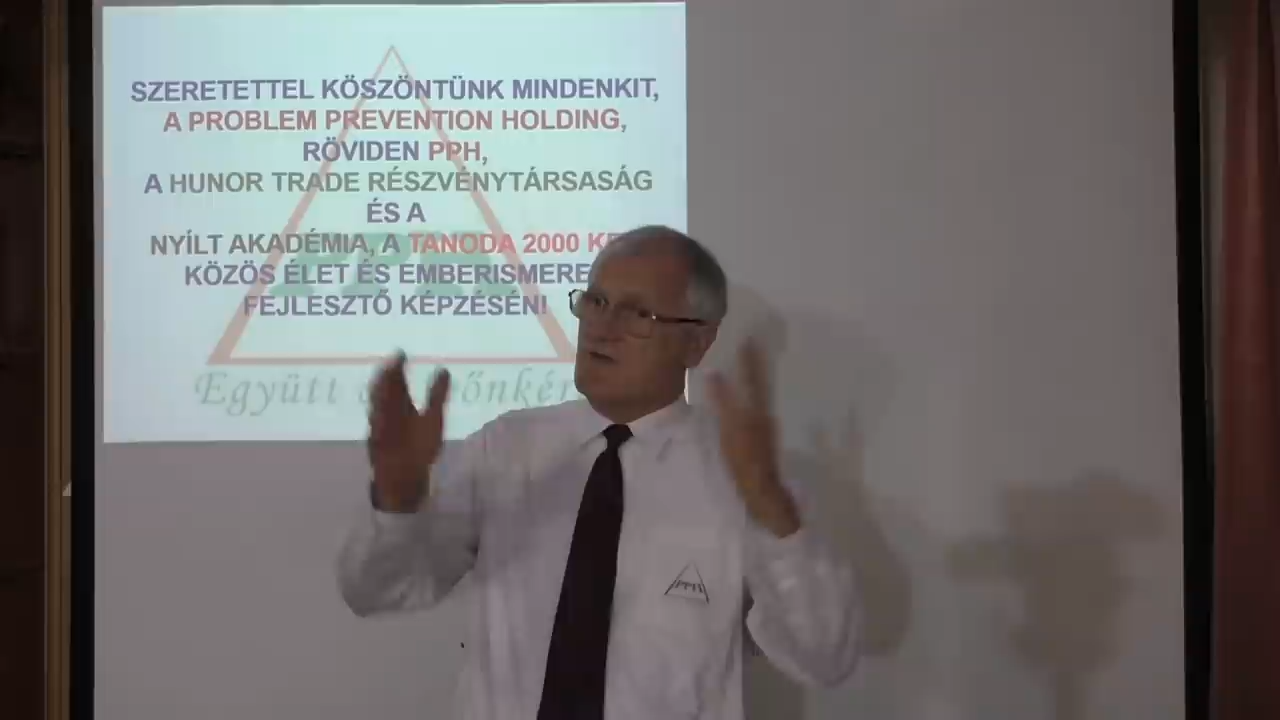 SZERETETTEL KÖSZÖNTÜNK MINDENKIT,
A PROBLEM PREVENTION HOLDING,
RÖVIDEN PPH,
A HUNOR TRADE RÉSZVÉNYTÁRSASÁG
ÉS A
NYÍLT AKADÉMIA, A TANODA 2000
KÖZÖS ÉLET ÉS
FEJLESZTŐ KÉPZÉSÉN!
PPH
Együtt
PPH